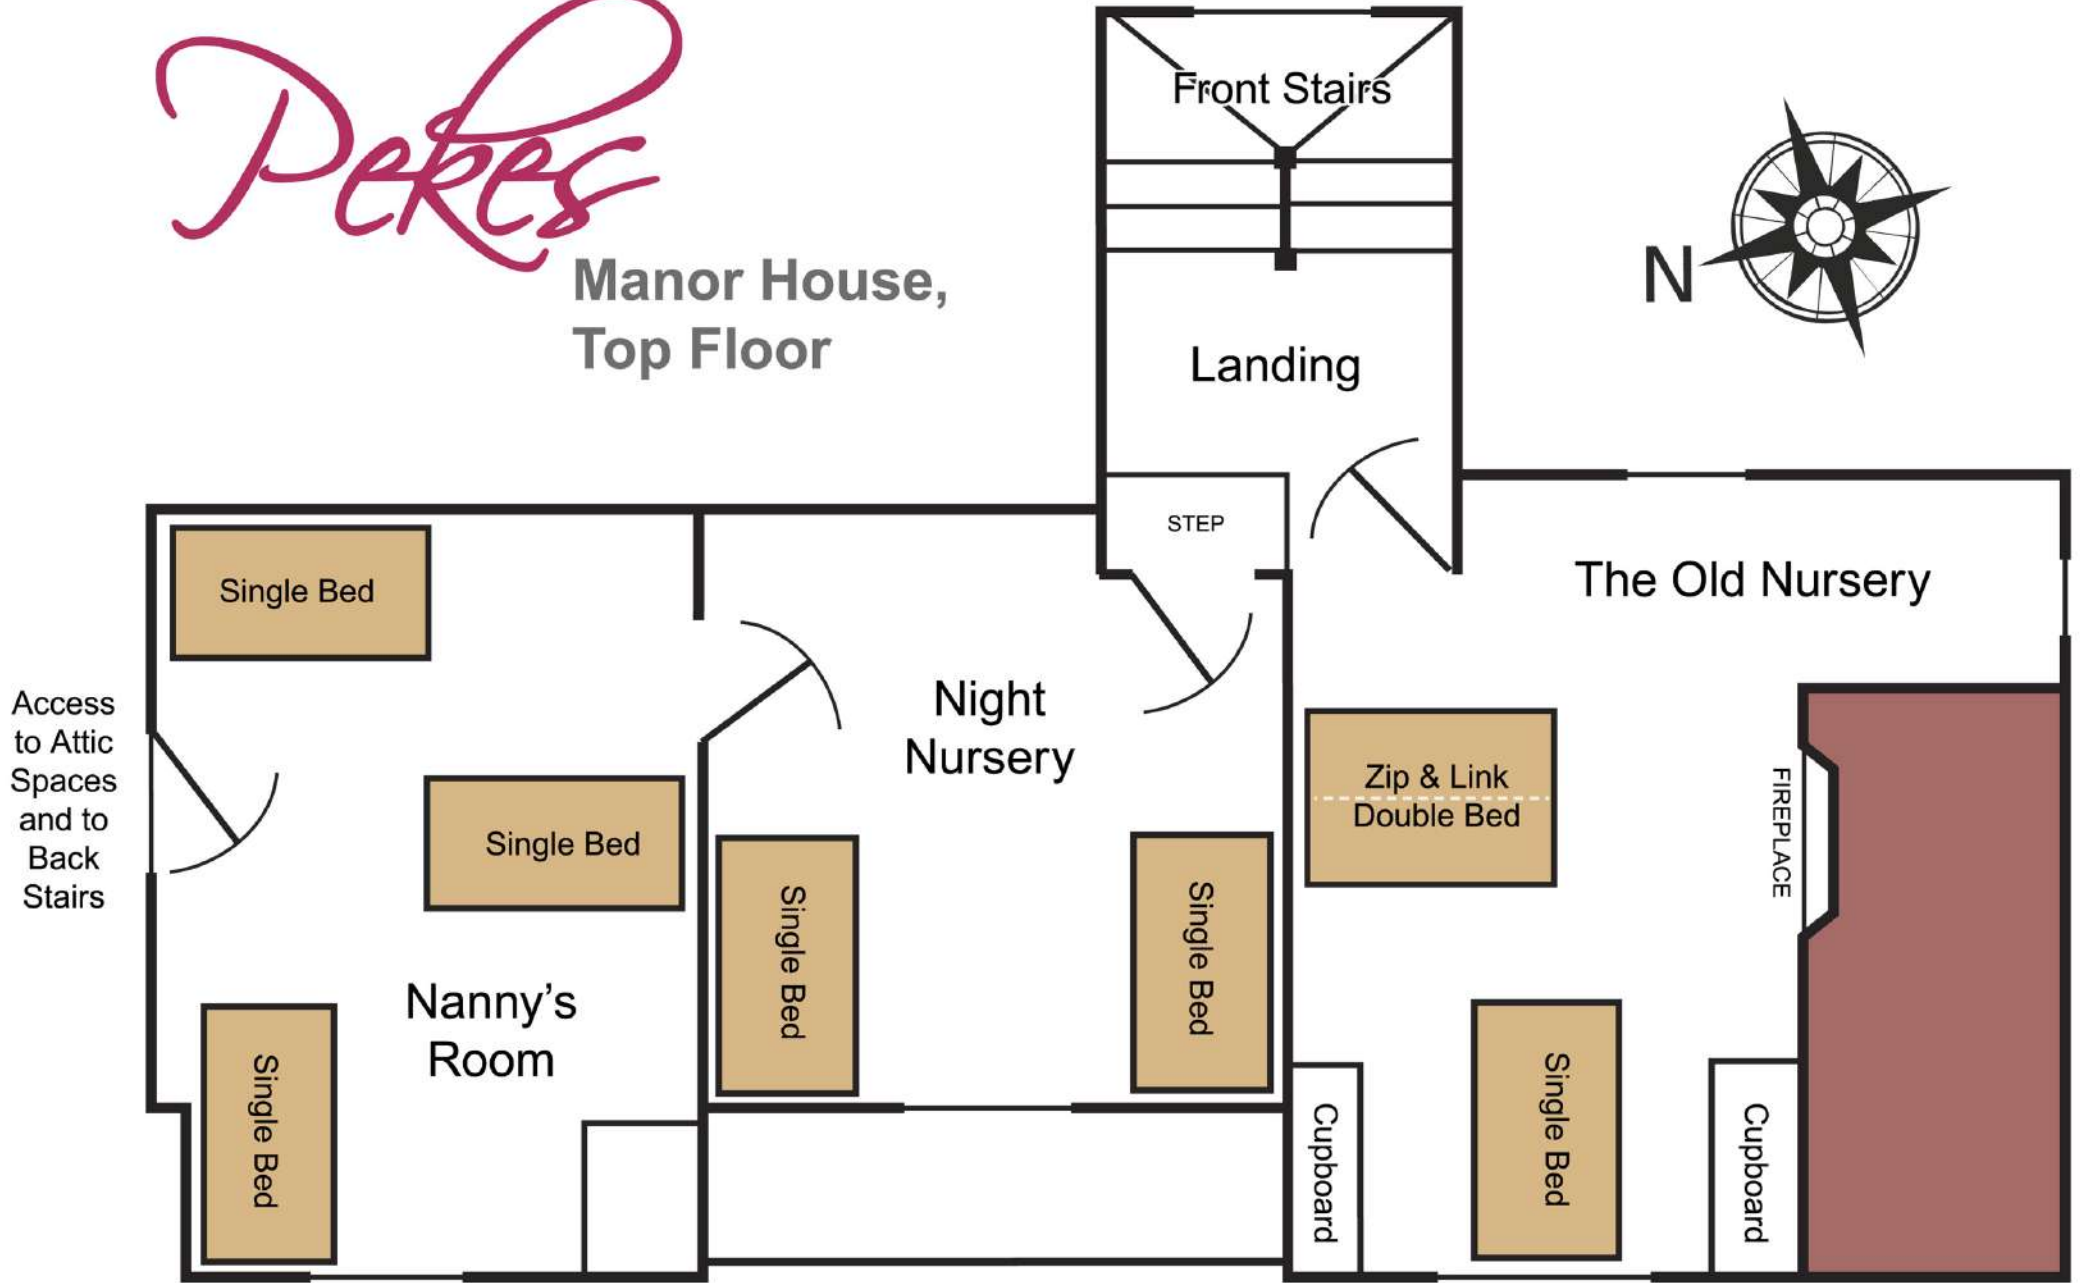 Pekes
Manor House,
Top Floor
Front Stairs
N
Landing
STEP
The Old Nursery
Single Bed
Access
to Attic
Spaces
and to
Back
Stairs
Night
Nursery
Zip & Link
Double Bed
FIREPLACE
Single Bed
Single Bed
Single Bed
Nanny's
Room
Single Bed
Single Bed
Cupboard
Cupboard